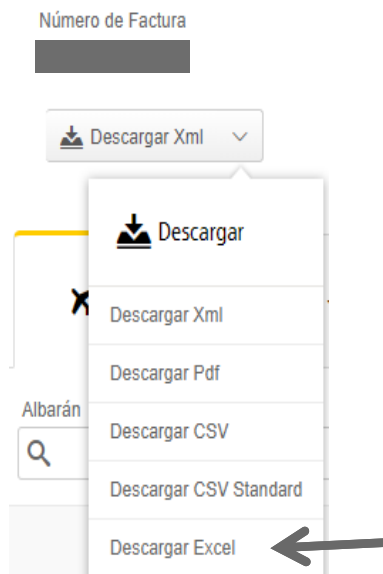 Número de Factura
Descargar Xml
Descargar
Descargar Xml
Descargar Pdf
Albarán
Descargar CSV
Descargar CSV Standard
Descargar Excel